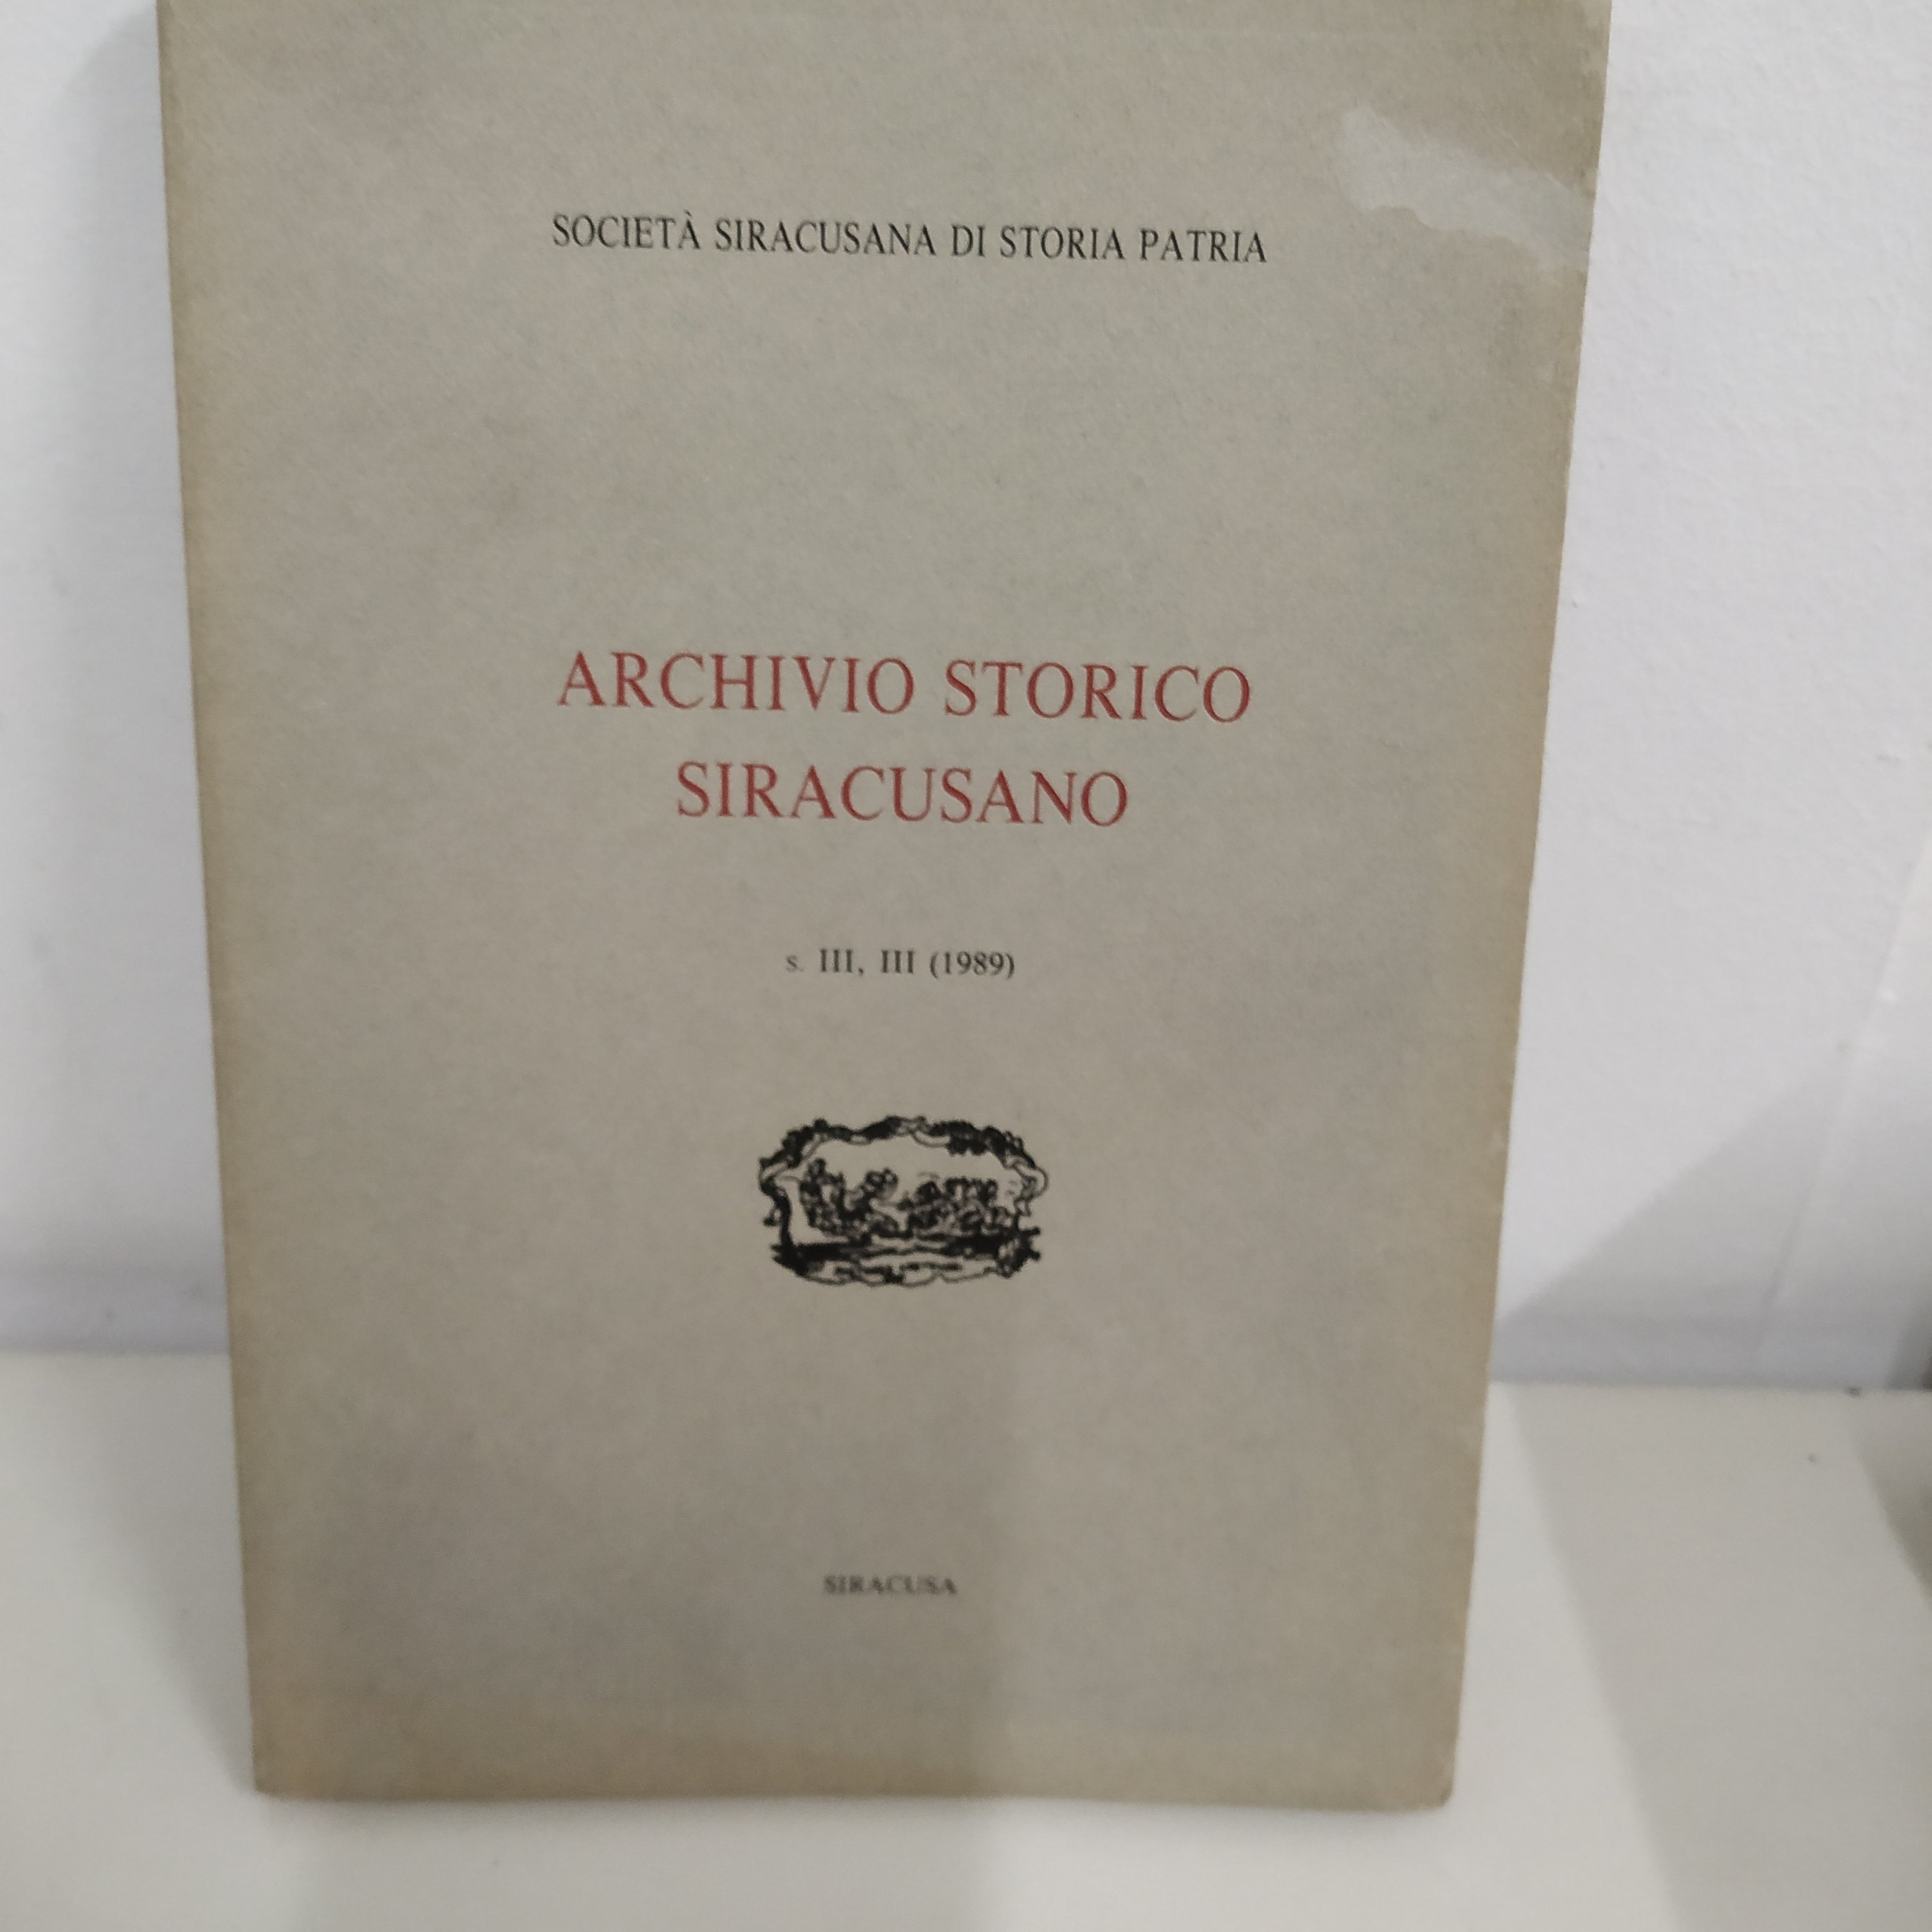 SOCIETÀ SIRACUSANA DI STORIA PATRIA
ARCHIVIO STORICO
SIRACUSANO
s. III, III (1989)
SIRACUSA